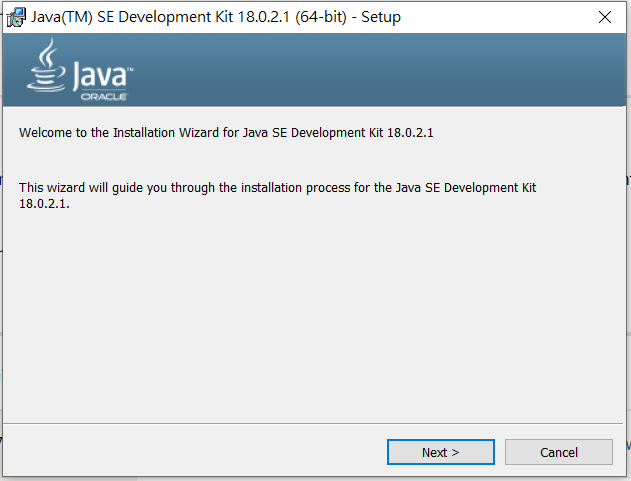 Java(TM) SE Development Kit 18.0.2.1 (64-bit) - Setup
Java™
ORACLE
Welcome to the Installation Wizard for Java SE Development Kit 18.0.2.1
This wizard will guide you through the installation process for the Java SE Development Kit
18.0.2.1.
Next >
Cancel